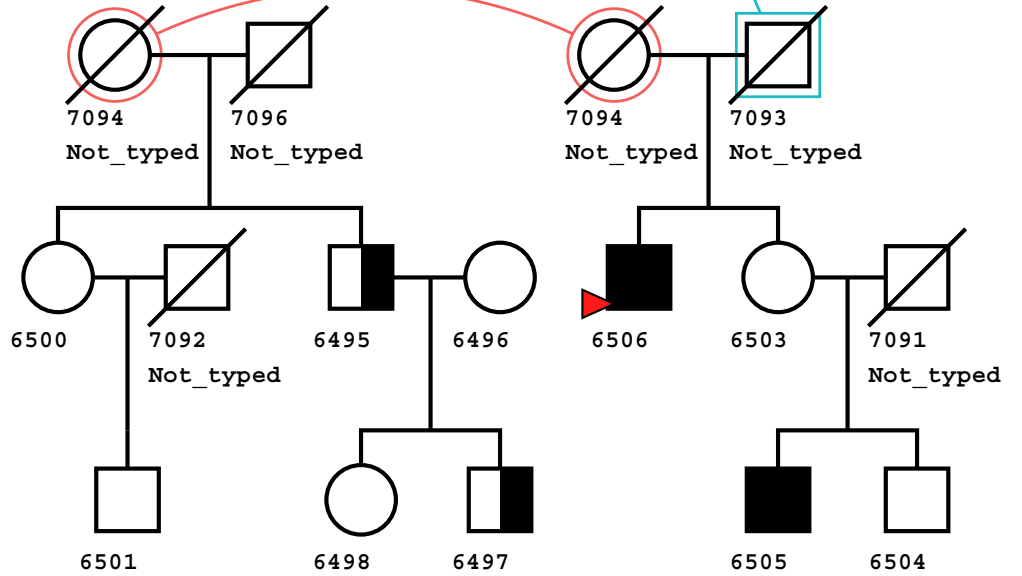 7094 7096 7094 7093
Not_typed Not_typed Not_typed Not_typed
6500 7092 6495 6496 6506 6503 7091
Not_typed Not_typed
6501 6498 6497 6505 6504